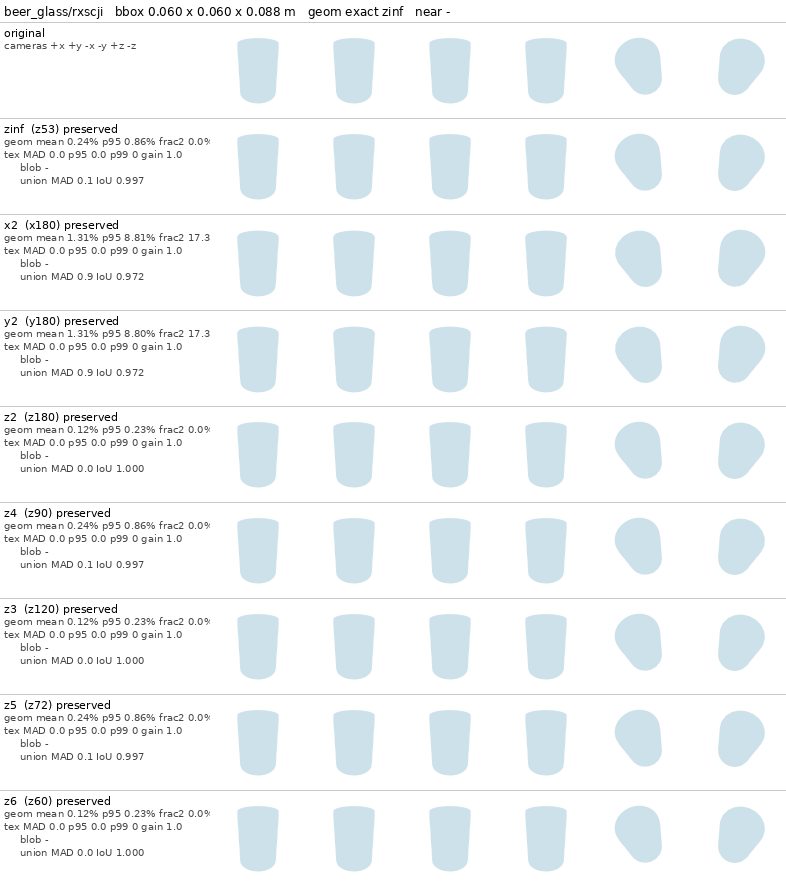 beer_glass/rxscji   bbox 0.060 x 0.060 x 0.088 m   geom exact zinf   near -
original
cameras +x +y -x -y +z -z
zinf  (z53) preserved
geom mean 0.24% p95 0.86% frac2 0.0%
tex MAD 0.0 p95 0.0 p99 0 gain 1.0
blob -
union MAD 0.1 IoU 0.997
x2  (x180) preserved
geom mean 1.31% p95 8.81% frac2 17.3
tex MAD 0.0 p95 0.0 p99 0 gain 1.0
blob -
union MAD 0.9 IoU 0.972
y2  (y180) preserved
geom mean 1.31% p95 8.80% frac2 17.3
tex MAD 0.0 p95 0.0 p99 0 gain 1.0
blob -
union MAD 0.9 IoU 0.972
z2  (z180) preserved
geom mean 0.12% p95 0.23% frac2 0.0%
tex MAD 0.0 p95 0.0 p99 0 gain 1.0
blob -
union MAD 0.0 IoU 1.000
z4  (z90) preserved
geom mean 0.24% p95 0.86% frac2 0.0%
tex MAD 0.0 p95 0.0 p99 0 gain 1.0
blob -
union MAD 0.1 IoU 0.997
z3  (z120) preserved
geom mean 0.12% p95 0.23% frac2 0.0%
tex MAD 0.0 p95 0.0 p99 0 gain 1.0
blob -
union MAD 0.0 IoU 1.000
z5  (z72) preserved
geom mean 0.24% p95 0.86% frac2 0.0%
tex MAD 0.0 p95 0.0 p99 0 gain 1.0
blob -
union MAD 0.1 IoU 0.997
z6  (z60) preserved
geom mean 0.12% p95 0.23% frac2 0.0%
tex MAD 0.0 p95 0.0 p99 0 gain 1.0
blob -
union MAD 0.0 IoU 1.000